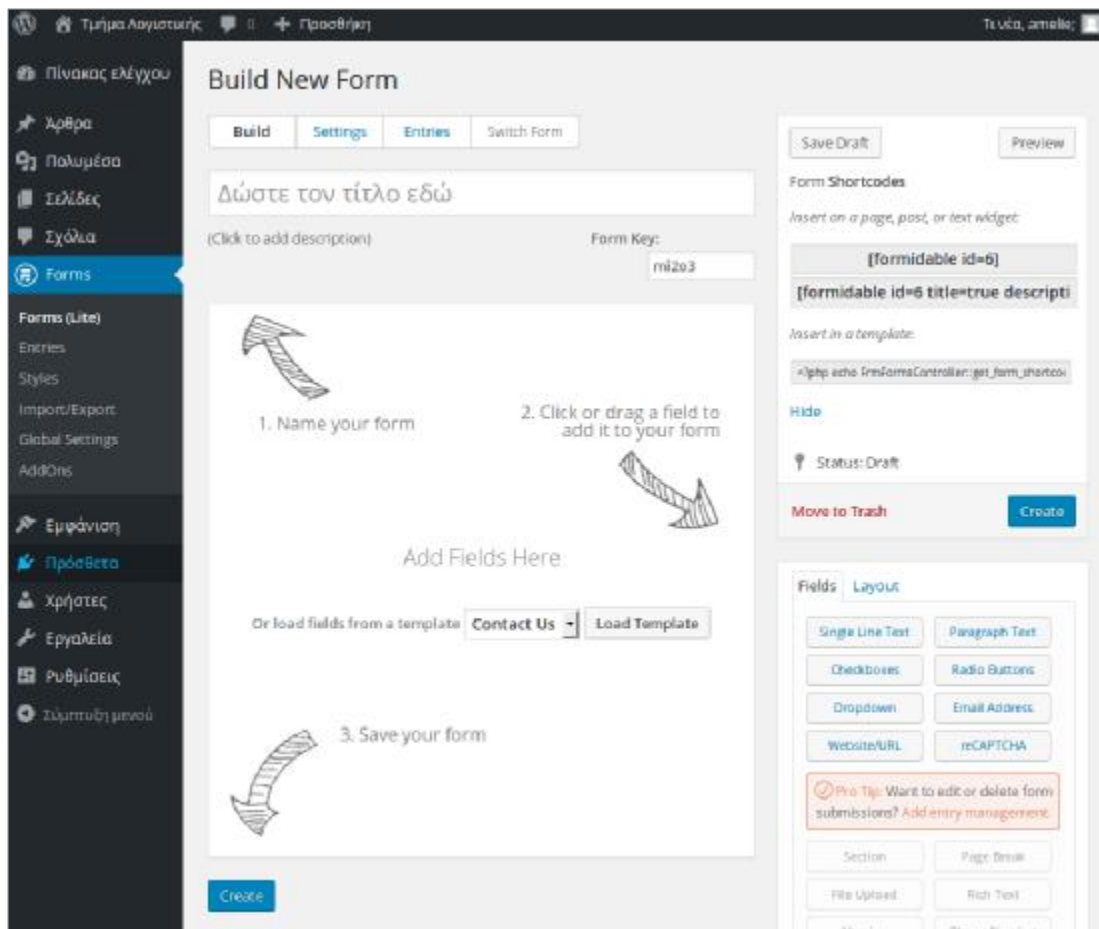 Τμήμα Λογιστικής 0 + Προσθήκη
Τι νέα, amelie;
Πίνακας ελέγχου
Άρθρα
Πολυμέσα
Σελίδες
Σχόλια
Forms
Forms (Lite)
Entries
Styles
Import/Export
Global Settings
AddOns
Εμφάνιση
Πρόσθετα
Χρήστες
Εργαλεία
Ρυθμίσεις
Σύμπτυξη μενού
Build New Form
Build Settings Entries Switch Form
Δώστε τον τίτλο εδώ
(Click to add description)
Form Key:
mi2o3
1. Name your form
2. Click or drag a field to
add it to your form
Add Fields Here
Or load fields from a template Contact Us Load Template
3. Save your form
Create
Save Draft Preview
Form Shortcodes
Insert on a page, post, or text widget:
[formidable id=6]
[formidable id=6 title=true descripti
Insert in a template:
<?php echo FrmFormsController::get_form_shortco
Hide
Status: Draft
Move to Trash Create
Fields Layout
Single Line Text Paragraph Text
Checkboxes Radio Buttons
Dropdown Email Address
Website/URL reCAPTCHA
Pro Tip: Want to edit or delete form
submissions? Add entry management.
Section Page Break
File Upload Rich Text